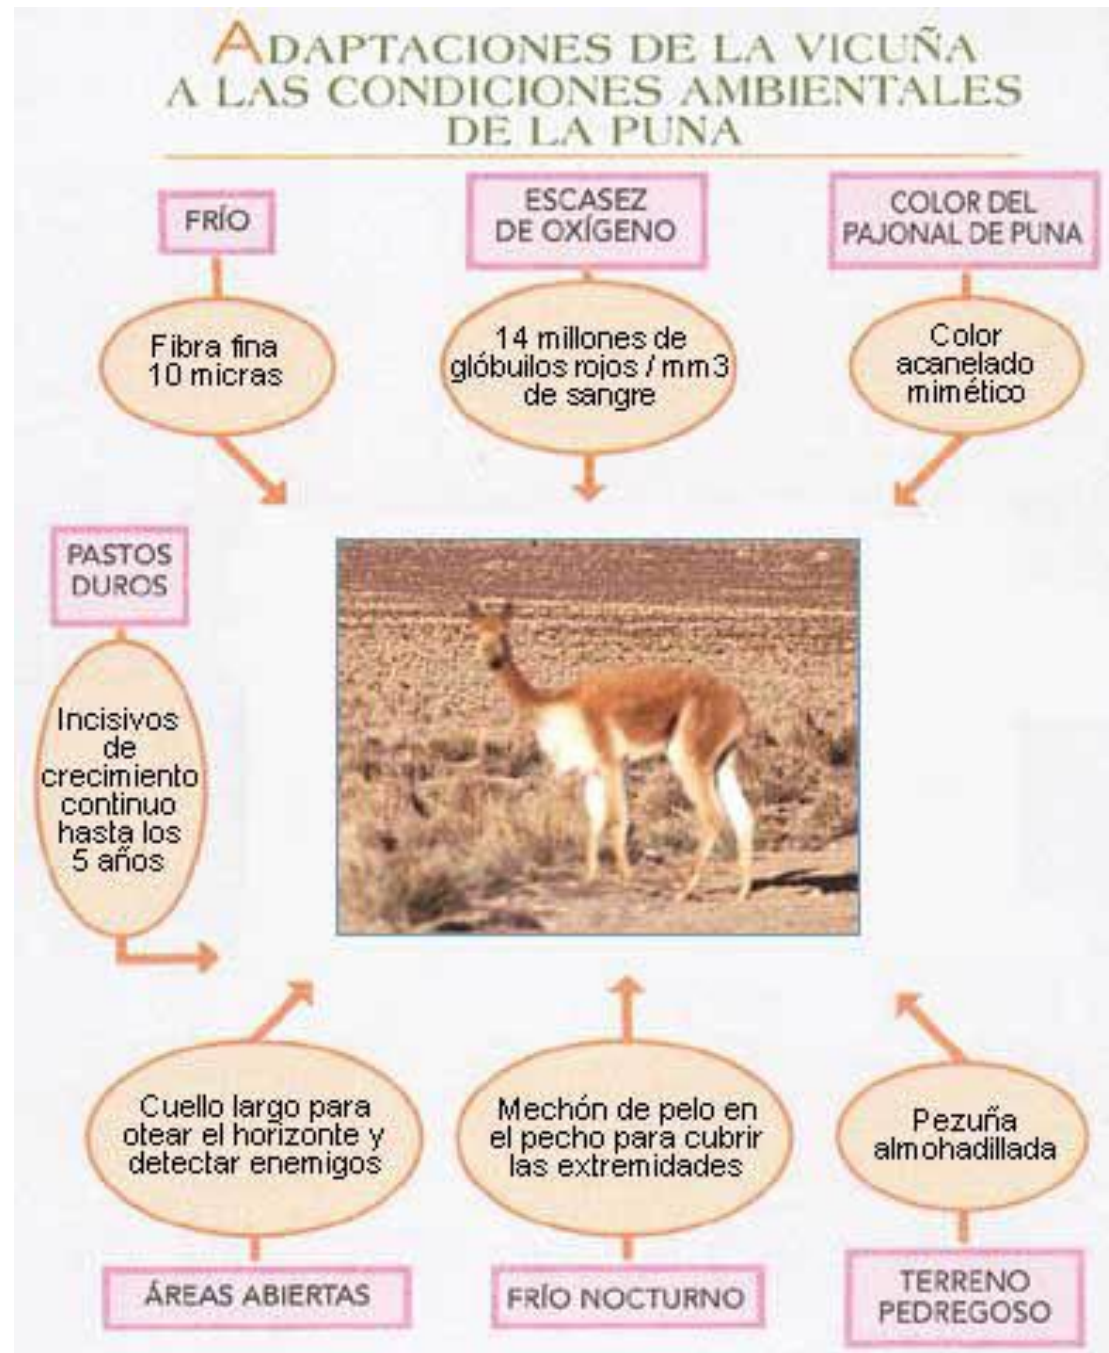 ADAPTACIONES DE LA VICUÑA
A LAS CONDICIONES AMBIENTALES
DE LA PUNA
FRÍO
Fibra fina
10 micras
ESCASEZ
DE OXÍGENO
14 millones de
glóbuilos rojos / mm3
de sangre
COLOR DEL
PAJONAL DE PUNA
Color
acanelado
mimético
PASTOS
DUROS
Incisivos
de
crecimiento
continuo
hasta los
5 años
Cuello largo para
otear el horizonte y
detectar enemigos
ÁREAS ABIERTAS
Mechón de pelo en
el pecho para cubrir
las extremidades
FRÍO NOCTURNO
Pezuña
almohadillada
TERRENO
PEDREGOSO